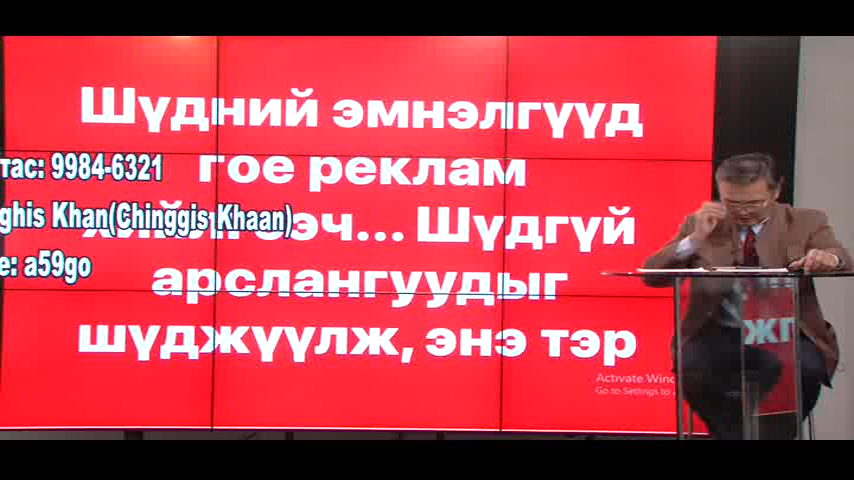 Шүдний эмнэлгүүд
гое реклам
ээч... Шүдгүй
арслангуудыг
шүджүүлж, энэ тэр
тас: 9984-6321
ghis Khan(Chinggis Khaan)
e: a59go
Activate Wind
Go to Settings to